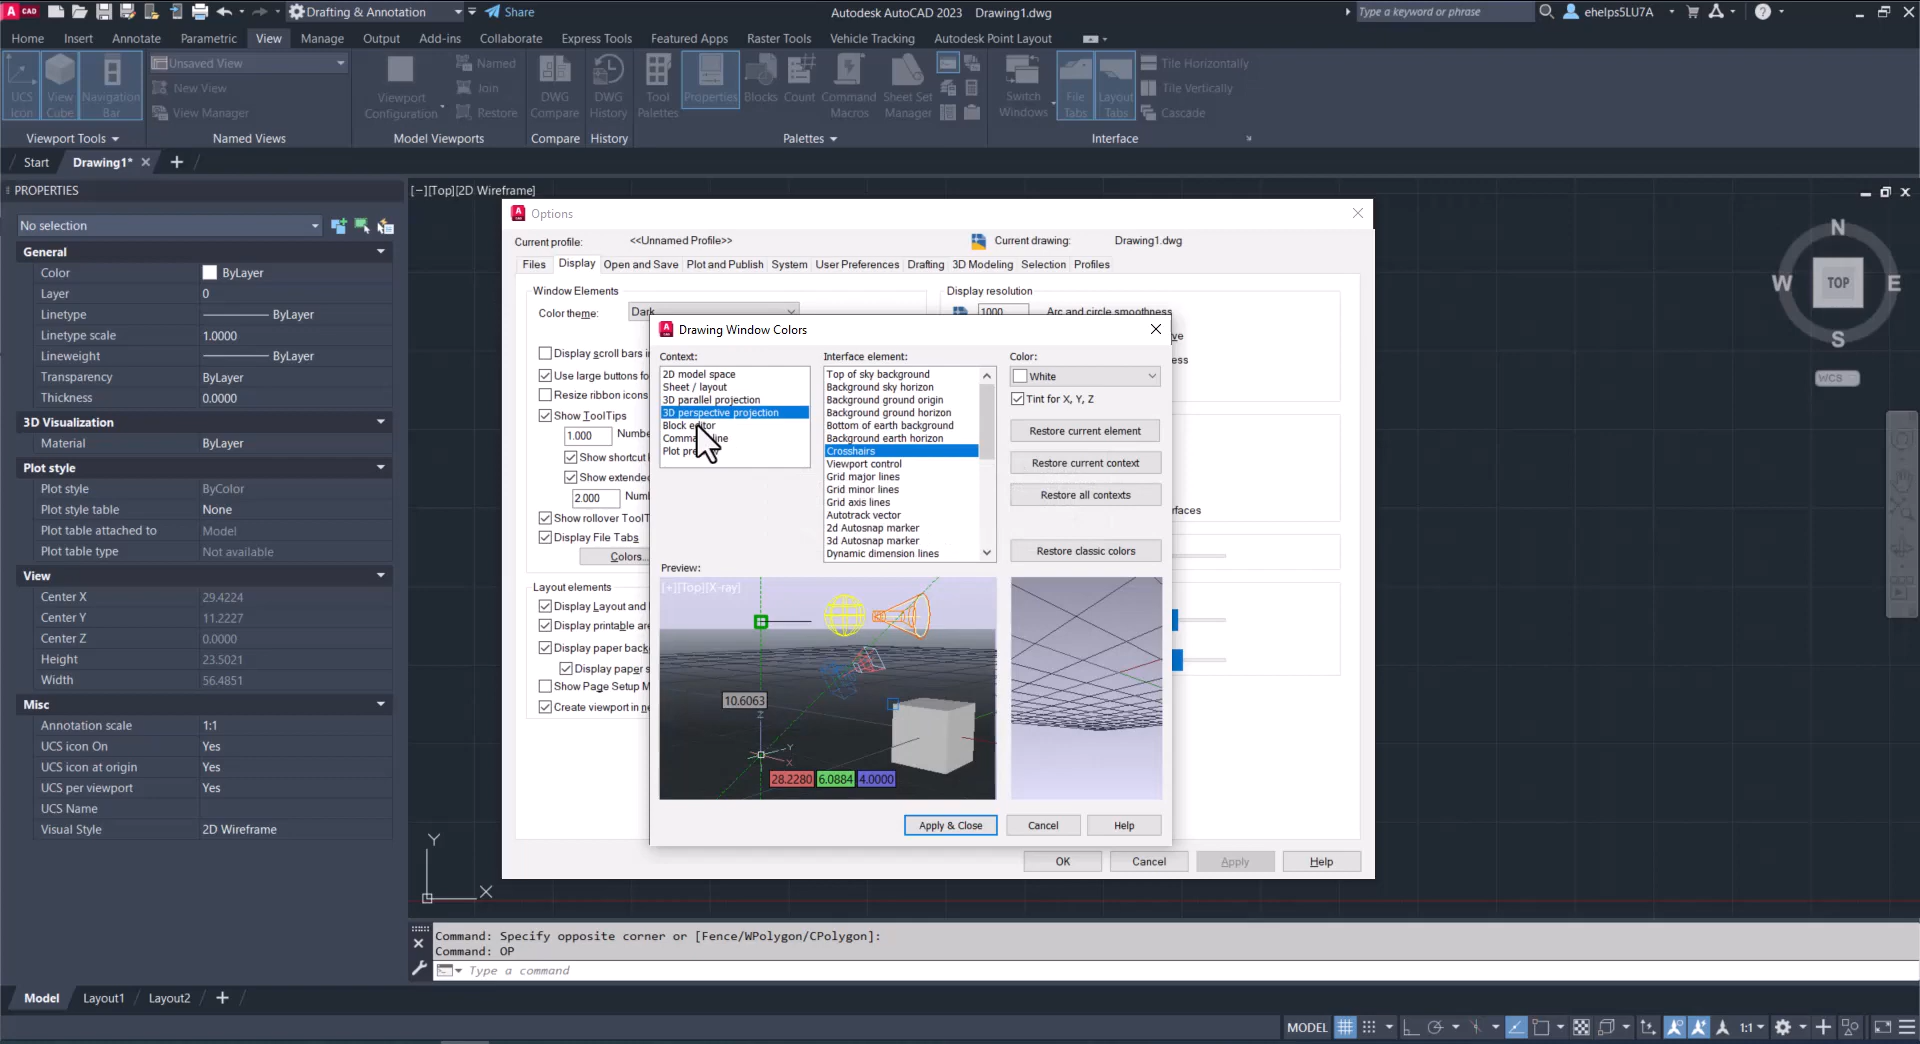 A CAD
Drafting & Annotation
Share
Autodesk AutoCAD 2023 Drawing1.dwg
Type a keyword or phrase
ehelps5LU7A
Home Insert Annotate Parametric View Manage Output Add-ins Collaborate Express Tools Featured Apps Raster Tools Vehicle Tracking Autodesk Point Layout
UCS Icon
View Cube
Navigation Bar
Unsaved View
New View
View Manager
Viewport Configuration
Named
Join
Restore
DWG Compare
DWG History
Tool Palettes
Properties
Blocks
Count
Command Macros
Sheet Set Manager
Switch Windows
File Tabs
Layout Tabs
Tile Horizontally
Tile Vertically
Cascade
Viewport Tools
Named Views
Model Viewports
Compare
History
Palettes
Interface
Start
Drawing1*
PROPERTIES
No selection
General
Color ByLayer
Layer 0
Linetype ByLayer
Linetype scale 1.0000
Lineweight ByLayer
Transparency ByLayer
Thickness 0.0000
3D Visualization
Material ByLayer
Plot style
Plot style ByColor
Plot style table None
Plot table attached to Model
Plot table type Not available
View
Center X 29.4224
Center Y 11.2227
Center Z 0.0000
Height 23.5021
Width 56.4851
Misc
Annotation scale 1:1
UCS icon On Yes
UCS icon at origin Yes
UCS per viewport Yes
UCS Name
Visual Style 2D Wireframe
[−][Top][2D Wireframe]
Options
Current profile: <<Unnamed Profile>>
Current drawing: Drawing1.dwg
Files Display Open and Save Plot and Publish System User Preferences Drafting 3D Modeling Selection Profiles
Window Elements
Color theme: Dark
Display scroll bars i
Use large buttons fo
Resize ribbon icons
Show ToolTips
1.000 Numbe
Show shortcut
Show extended
2.000 Num
Show rollover ToolT
Display File Tabs
Colors...
Layout elements
Display Layout and
Display printable are
Display paper back
Display paper s
Show Page Setup M
Create viewport in ne
Display resolution
1000 Arc and circle smoothness
ve
ess
rfaces
Drawing Window Colors
Context:
2D model space
Sheet / layout
3D parallel projection
3D perspective projection
Block editor
Comma line
Plot pre
Interface element:
Top of sky background
Background sky horizon
Background ground origin
Background ground horizon
Bottom of earth background
Background earth horizon
Crosshairs
Viewport control
Grid major lines
Grid minor lines
Grid axis lines
Autotrack vector
2d Autosnap marker
3d Autosnap marker
Dynamic dimension lines
Color:
White
Tint for X, Y, Z
Restore current element
Restore current context
Restore all contexts
Restore classic colors
Preview:
[+][Top][X-ray]
10.6063
Z
Y
X
28.2280 6.0884 4.0000
Apply & Close
Cancel
Help
OK
Cancel
Apply
Help
N
W
TOP
E
S
WCS
Y
X
Command: Specify opposite corner or [Fence/WPolygon/CPolygon]:
Command: OP
Type a command
Model Layout1 Layout2
MODEL
1:1